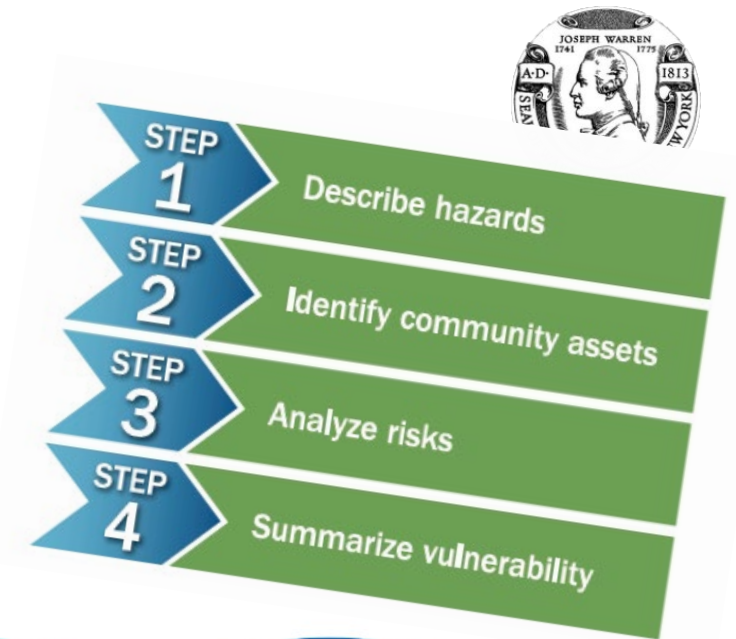 JOSEPH WARREN
1741 1775
A·D· 1813
STEP
1
Describe hazards
STEP
2
Identify community assets
STEP
3
Analyze risks
STEP
4
Summarize vulnerability